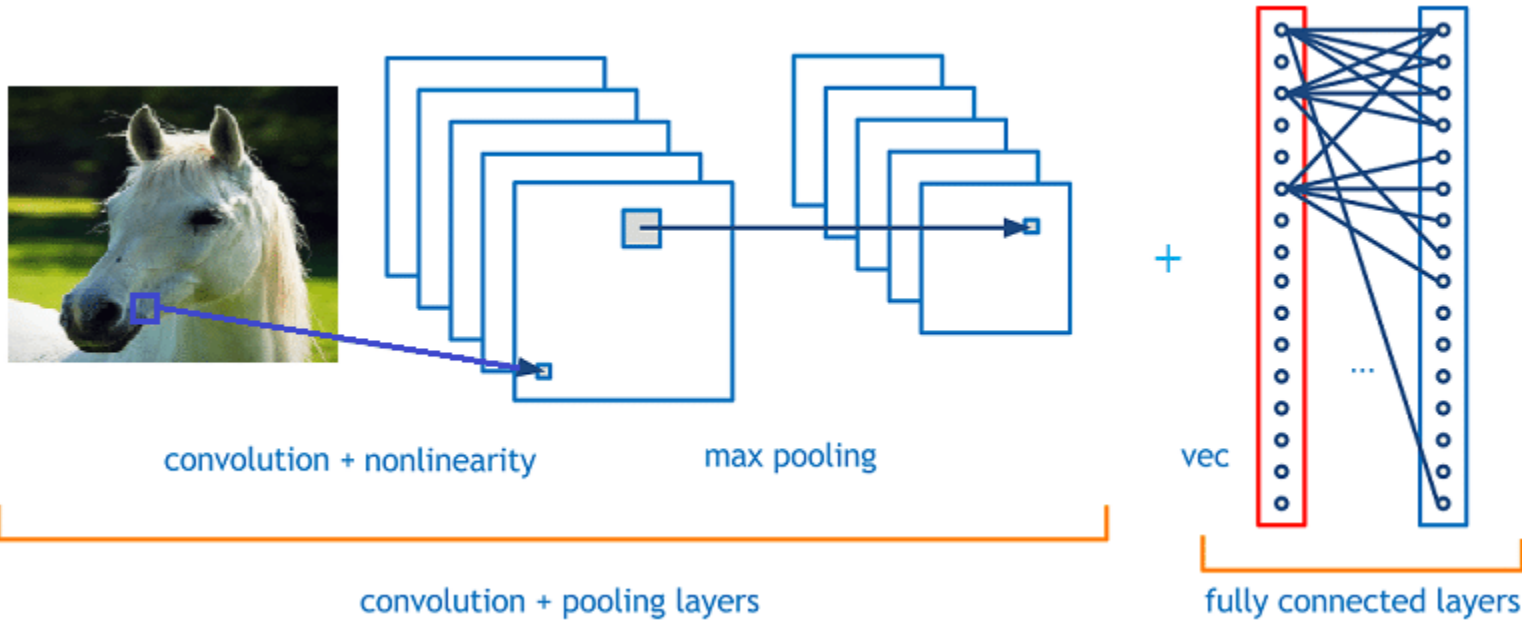 +
...
convolution + nonlinearity
max pooling
vec
convolution + pooling layers
fully connected layers